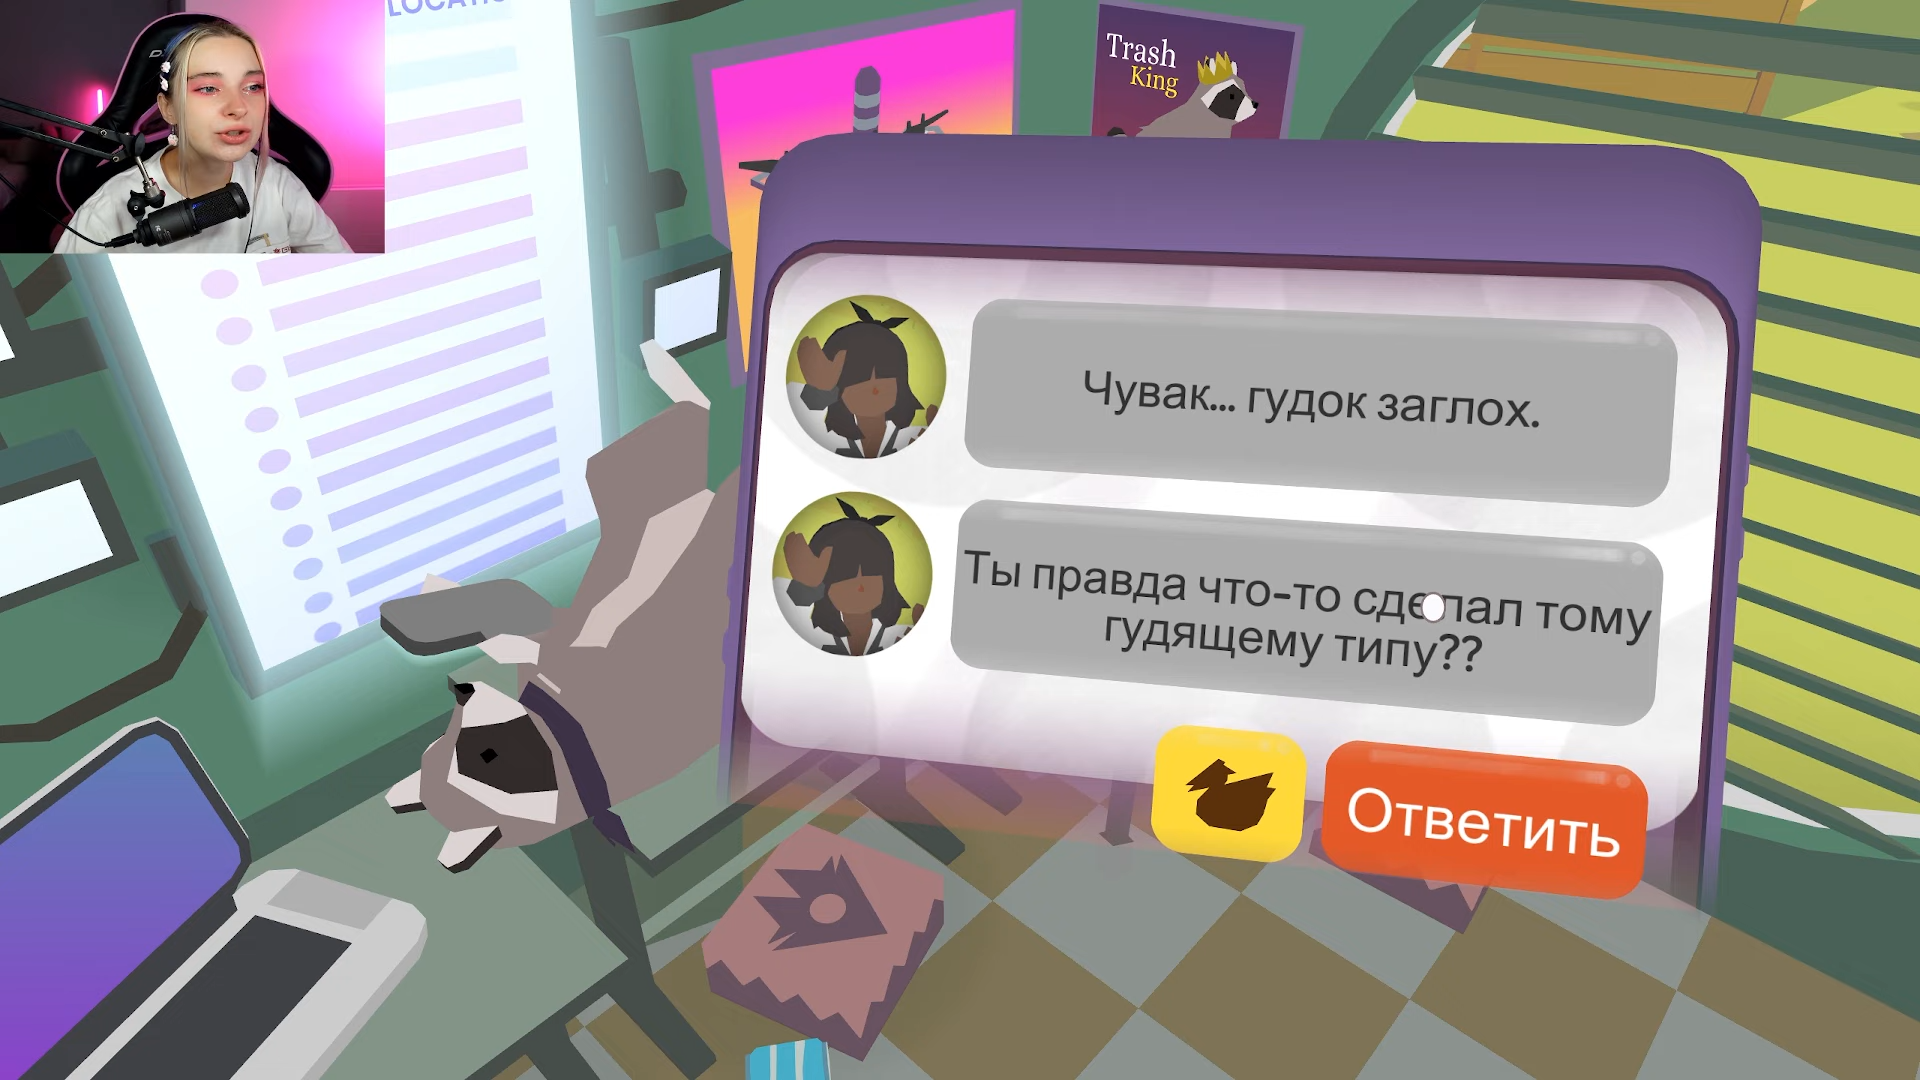 Trash
King
Чувак... гудок заглох.
Ты правда что-то сделал тому
гудящему типу??
Ответить